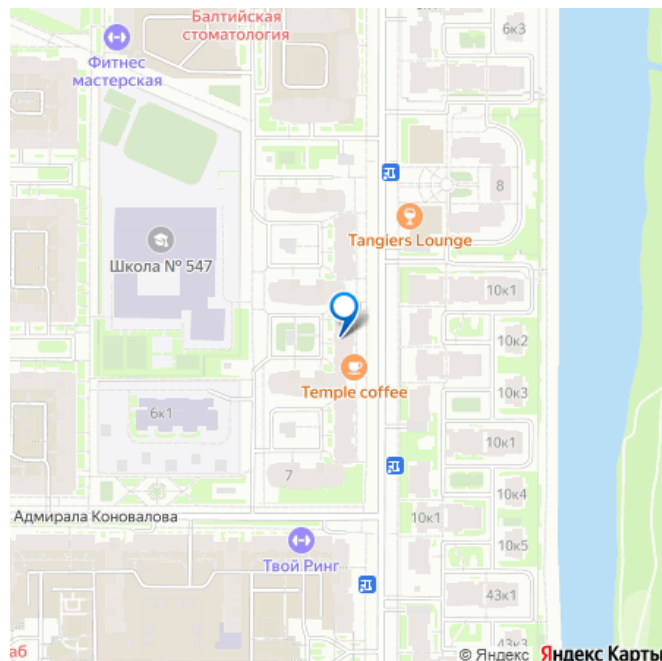 Балтийская
стоматология
6к3
Фитнес
мастерская
8
Tangiers Lounge
Школа № 547
10к1
10к2
Temple coffee
10к3
6к1
10к1
7
10к4
Адмирала Коновалова
10к1
10к5
Твой Ринг
43к1
43к3
аб
© Яндекс Яндекс Карты